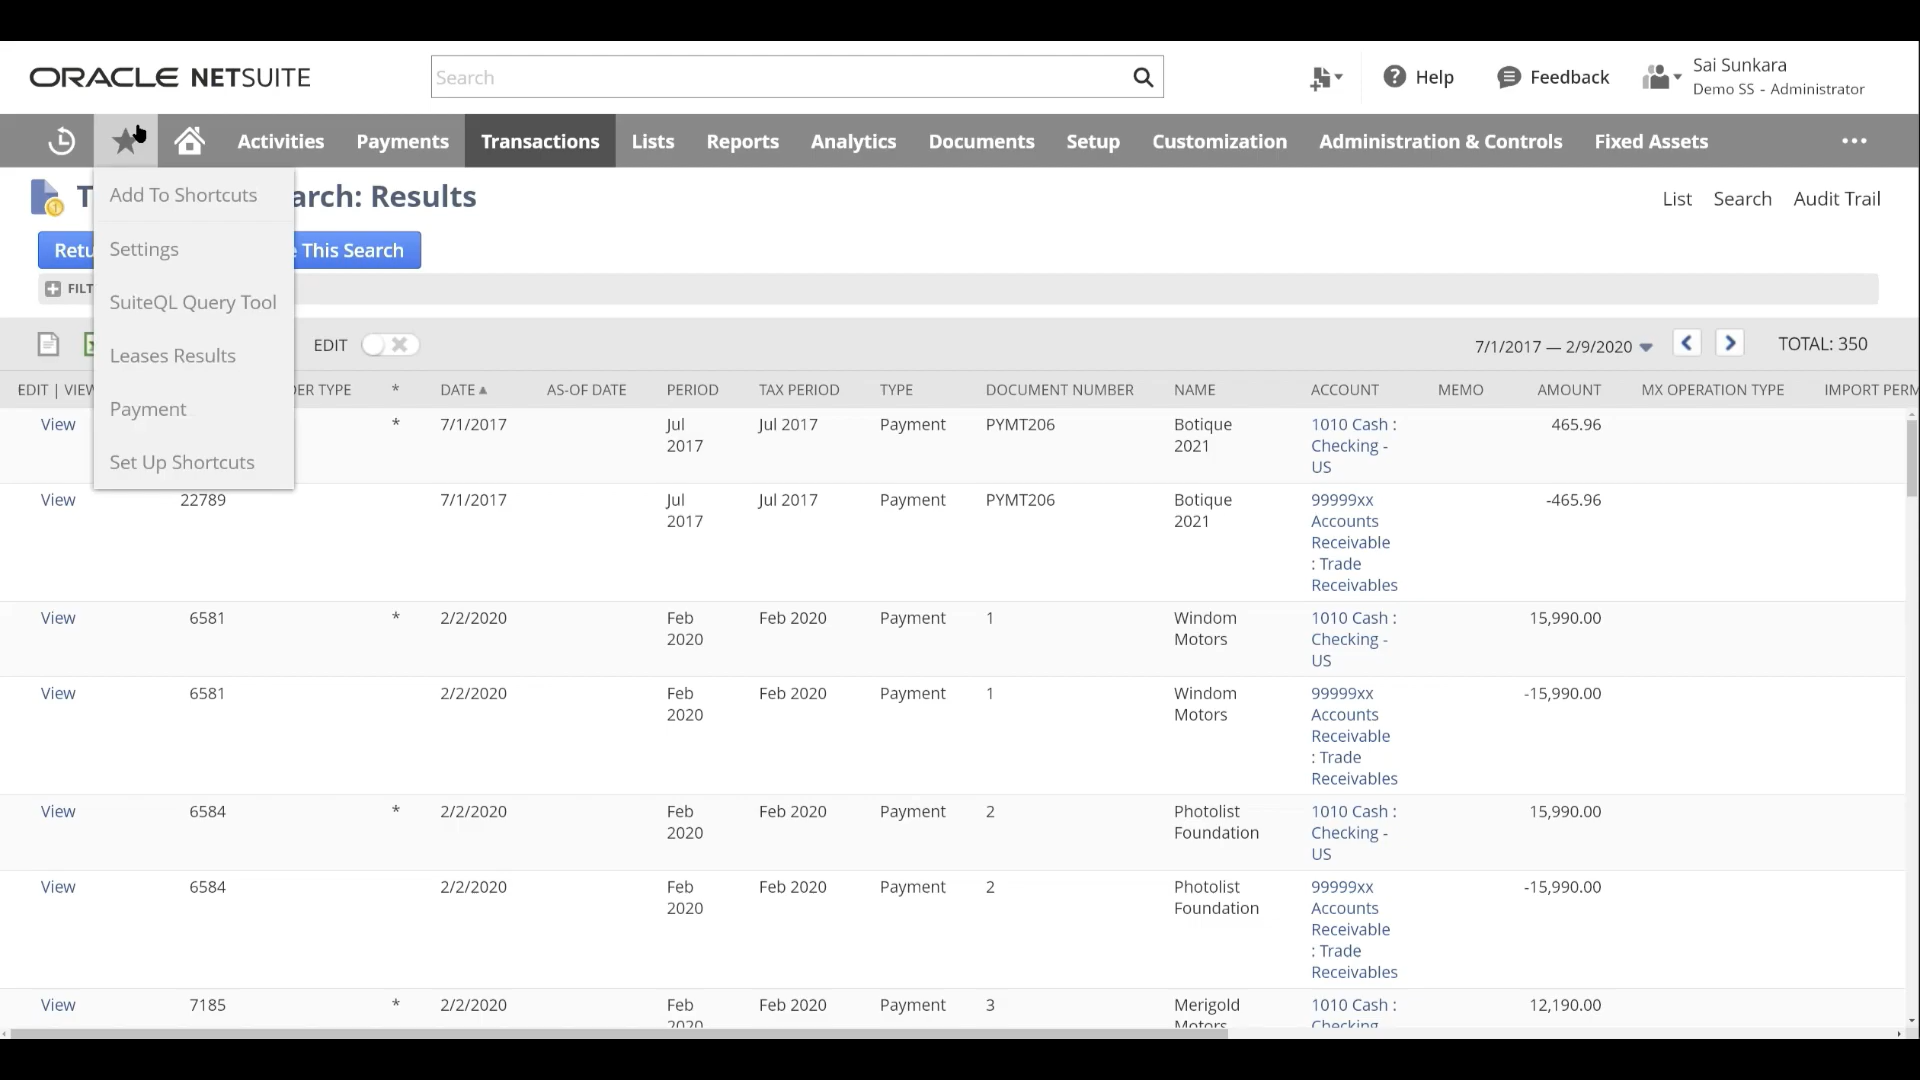 ORACLE NETSUITE
Search
Help
Feedback
Sai Sunkara
Demo SS - Administrator
Activities Payments Transactions Lists Reports Analytics Documents Setup Customization Administration & Controls Fixed Assets
Add To Shortcuts
Settings
SuiteQL Query Tool
Leases Results
Payment
Set Up Shortcuts
T arch: Results
List Search Audit Trail
Retu This Search
FILT
EDIT
7/1/2017 — 2/9/2020
TOTAL: 350
EDIT | VIEW DER TYPE * DATE AS-OF DATE PERIOD TAX PERIOD TYPE DOCUMENT NUMBER NAME ACCOUNT MEMO AMOUNT MX OPERATION TYPE IMPORT PERM
View * 7/1/2017 Jul Jul 2017 Payment PYMT206 Botique 1010 Cash : 465.96
2017 2021 Checking -
US
View 22789 7/1/2017 Jul Jul 2017 Payment PYMT206 Botique 99999xx -465.96
2017 2021 Accounts
Receivable
: Trade
Receivables
View 6581 * 2/2/2020 Feb Feb 2020 Payment 1 Windom 1010 Cash : 15,990.00
2020 Motors Checking -
US
View 6581 2/2/2020 Feb Feb 2020 Payment 1 Windom 99999xx -15,990.00
2020 Motors Accounts
Receivable
: Trade
Receivables
View 6584 * 2/2/2020 Feb Feb 2020 Payment 2 Photolist 1010 Cash : 15,990.00
2020 Foundation Checking -
US
View 6584 2/2/2020 Feb Feb 2020 Payment 2 Photolist 99999xx -15,990.00
2020 Foundation Accounts
Receivable
: Trade
Receivables
View 7185 * 2/2/2020 Feb Feb 2020 Payment 3 Merigold 1010 Cash : 12,190.00
2020 Motors Checking